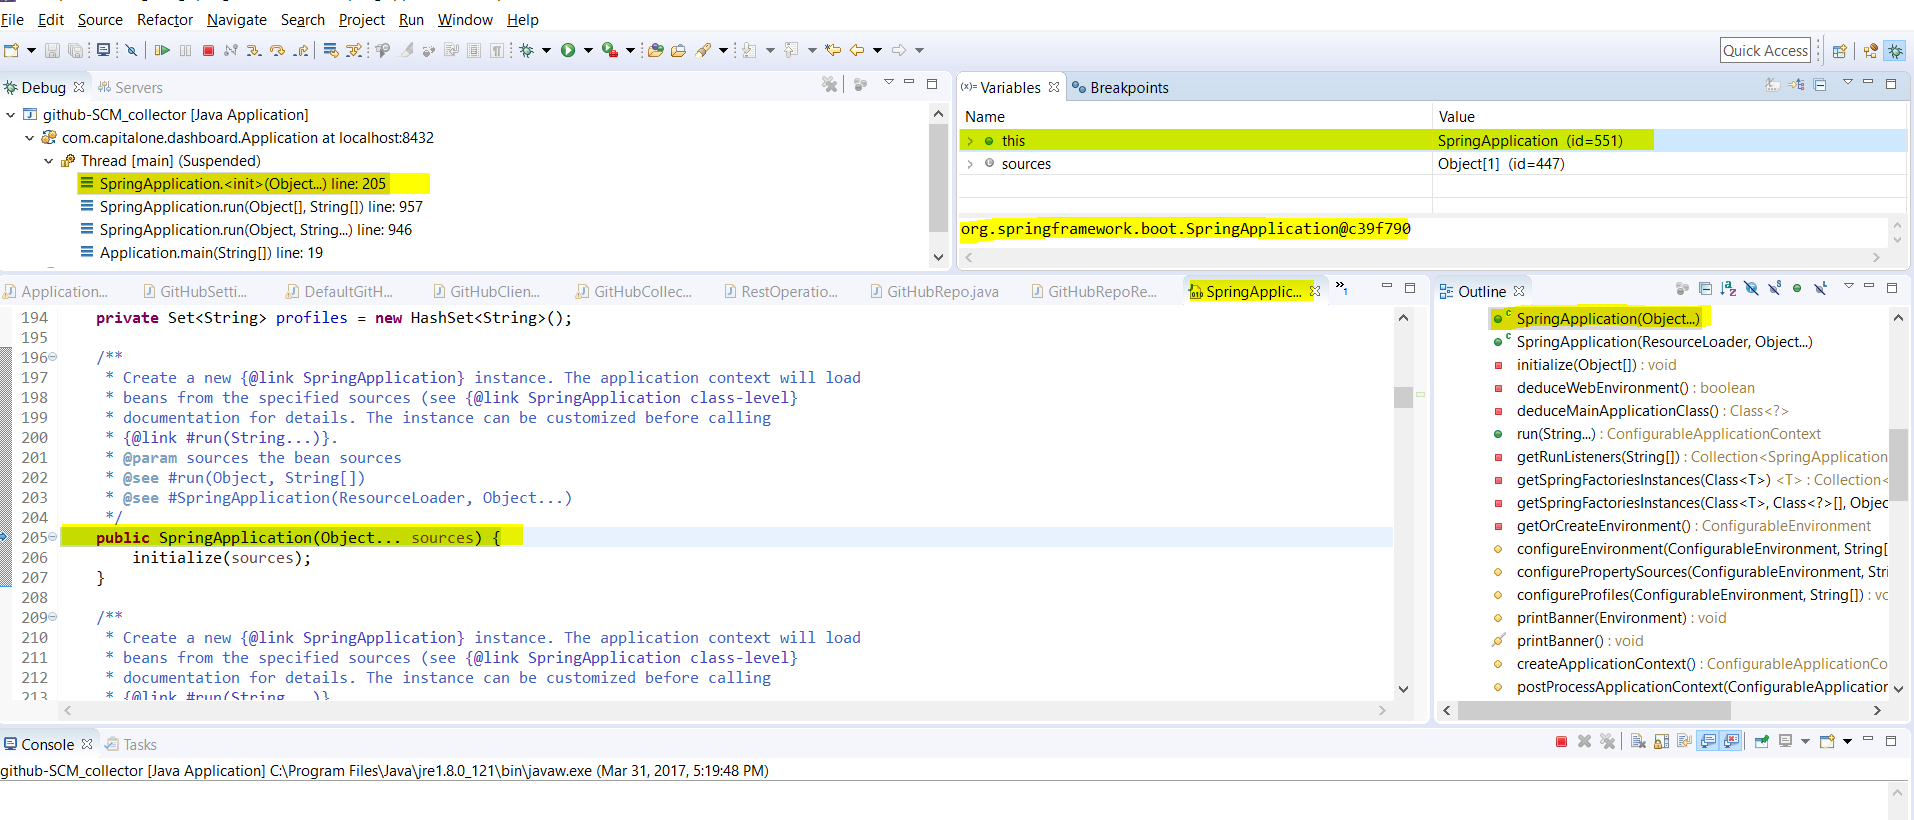 File Edit Source Refactor Navigate Search Project Run Window Help
Quick Access
Debug Servers
github-SCM_collector [Java Application]
com.capitalone.dashboard.Application at localhost:8432
Thread [main] (Suspended)
SpringApplication.<init>(Object...) line: 205
SpringApplication.run(Object[], String[]) line: 957
SpringApplication.run(Object, String...) line: 946
Application.main(String[]) line: 19
(x)= Variables Breakpoints
Name Value
this SpringApplication (id=551)
sources Object[1] (id=447)
org.springframework.boot.SpringApplication@c39f790
Application... GitHubSetti... DefaultGitH... GitHubClien... GitHubCollec... RestOperatio... GitHubRepo.java GitHubRepoRe... SpringApplic... »1
194 private Set<String> profiles = new HashSet<String>();
195
196 /**
197 * Create a new {@link SpringApplication} instance. The application context will load
198 * beans from the specified sources (see {@link SpringApplication class-level}
199 * documentation for details. The instance can be customized before calling
200 * {@link #run(String...)}.
201 * @param sources the bean sources
202 * @see #run(Object, String[])
203 * @see #SpringApplication(ResourceLoader, Object...)
204 */
205 public SpringApplication(Object... sources) {
206 initialize(sources);
207 }
208
209 /**
210 * Create a new {@link SpringApplication} instance. The application context will load
211 * beans from the specified sources (see {@link SpringApplication class-level}
212 * documentation for details. The instance can be customized before calling
213 * {@link #run(String...)}
Outline
SpringApplication(Object...)
SpringApplication(ResourceLoader, Object...)
initialize(Object[]) : void
deduceWebEnvironment() : boolean
deduceMainApplicationClass() : Class<?>
run(String...) : ConfigurableApplicationContext
getRunListeners(String[]) : Collection<SpringApplication
getSpringFactoriesInstances(Class<T>) <T> : Collection<
getSpringFactoriesInstances(Class<T>, Class<?>[], Objec
getOrCreateEnvironment() : ConfigurableEnvironment
configureEnvironment(ConfigurableEnvironment, String[
configurePropertySources(ConfigurableEnvironment, Stri
configureProfiles(ConfigurableEnvironment, String[]) : vo
printBanner(Environment) : void
printBanner() : void
createApplicationContext() : ConfigurableApplicationCo
postProcessApplicationContext(ConfigurableApplication
Console Tasks
github-SCM_collector [Java Application] C:\Program Files\Java\jre1.8.0_121\bin\javaw.exe (Mar 31, 2017, 5:19:48 PM)